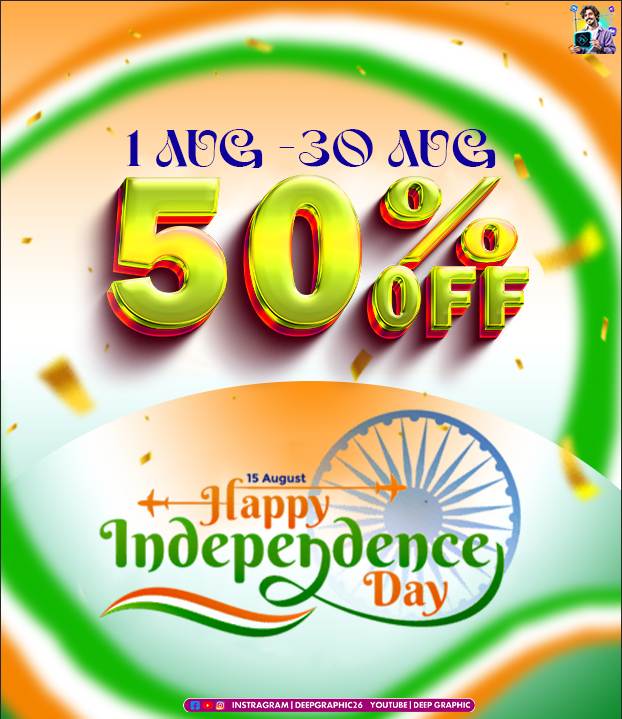 1 AUG - 30 AUG
50%
OFF
15 August
Happy
Independence
Day
INSTRAGRAM | DEEPGRAPHIC26 YOUTUBE | DEEP GRAPHIC